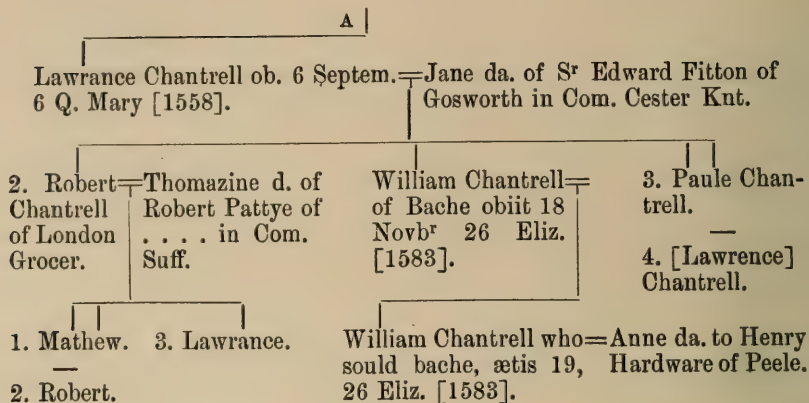 A
Lawrance Chantrell ob. 6 Septem.
6 Q. Mary [1558].
Jane da. of Sʳ Edward Fitton of
Gosworth in Com. Cester Knt.
2. Robert
Chantrell
of London
Grocer.
Thomazine d. of
Robert Pattye of
. . . . in Com.
Suff.
William Chantrell
of Bache obiit 18
Novbʳ 26 Eliz.
[1583].
3. Paule Chan-
trell.
—
4. [Lawrence]
Chantrell.
1. Mathew.
—
2. Robert.
3. Lawrance.
William Chantrell who
sould bache, ætis 19,
26 Eliz. [1583].
Anne da. to Henry
Hardware of Peele.